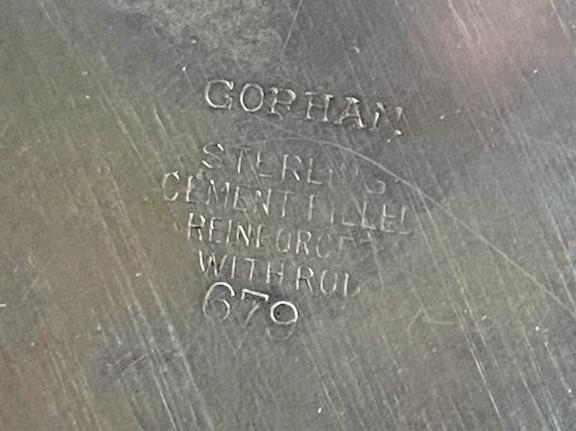 GORHAM
STERLING
CEMENT FILLED
REINFORCED
WITH ROD
679